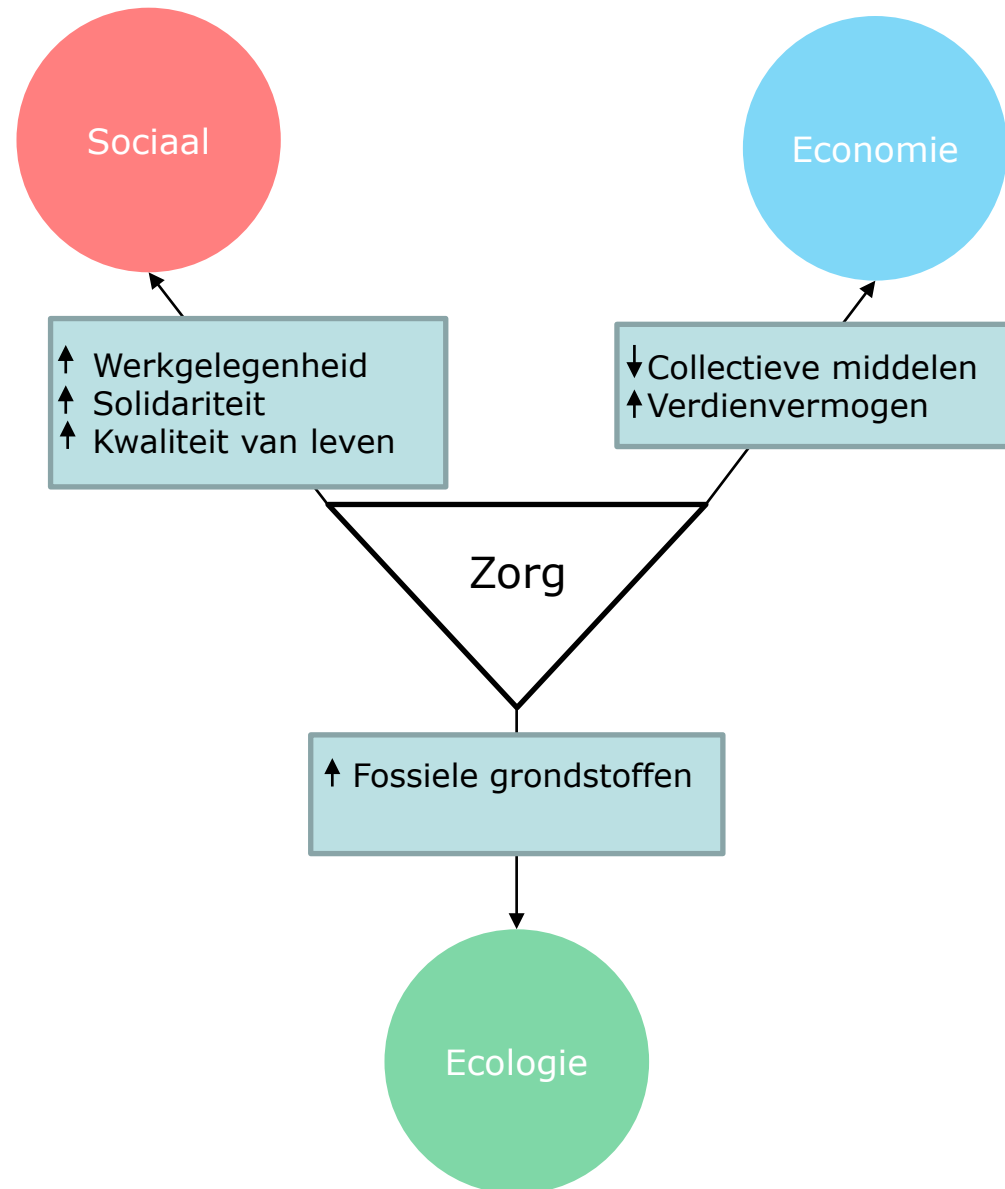 Sociaal
Economie
↑ Werkgelegenheid
↑ Solidariteit
↑ Kwaliteit van leven
↓ Collectieve middelen
↑ Verdienvermogen
Zorg
↑ Fossiele grondstoffen
Ecologie